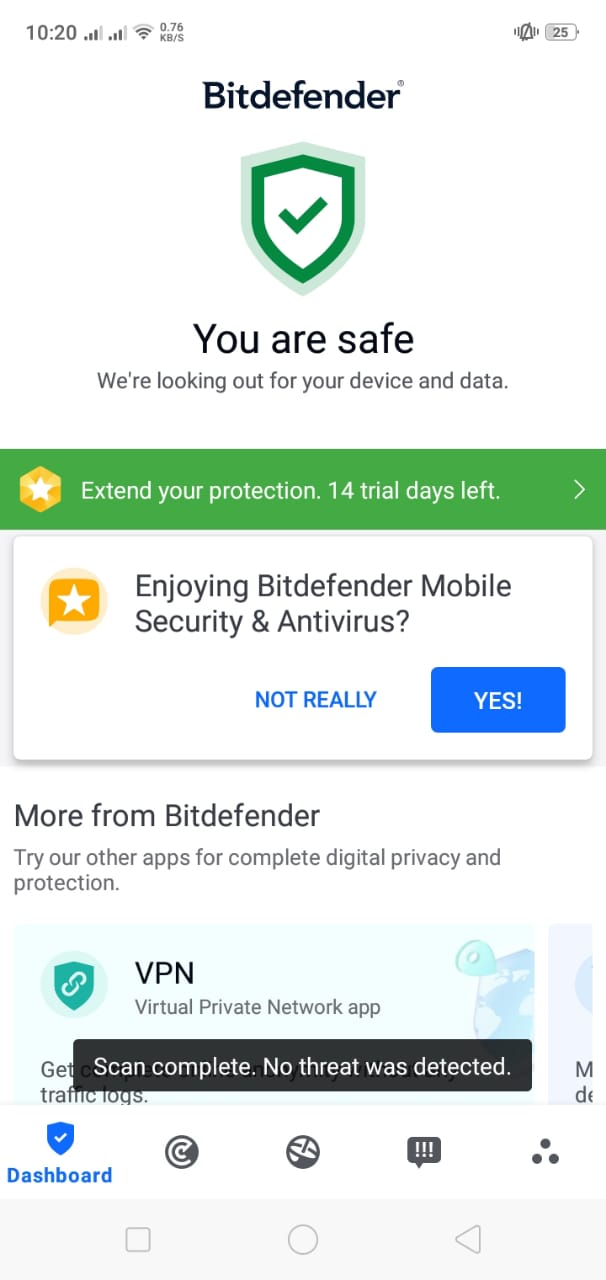 10:20
0.76
KB/S
25
Bitdefender®
You are safe
We're looking out for your device and data.
Extend your protection. 14 trial days left.
Enjoying Bitdefender Mobile
Security & Antivirus?
NOT REALLY
YES!
More from Bitdefender
Try our other apps for complete digital privacy and
protection.
VPN
Virtual Private Network app
Get
traffic logs.
M
de
Scan complete. No threat was detected.
!!!
Dashboard